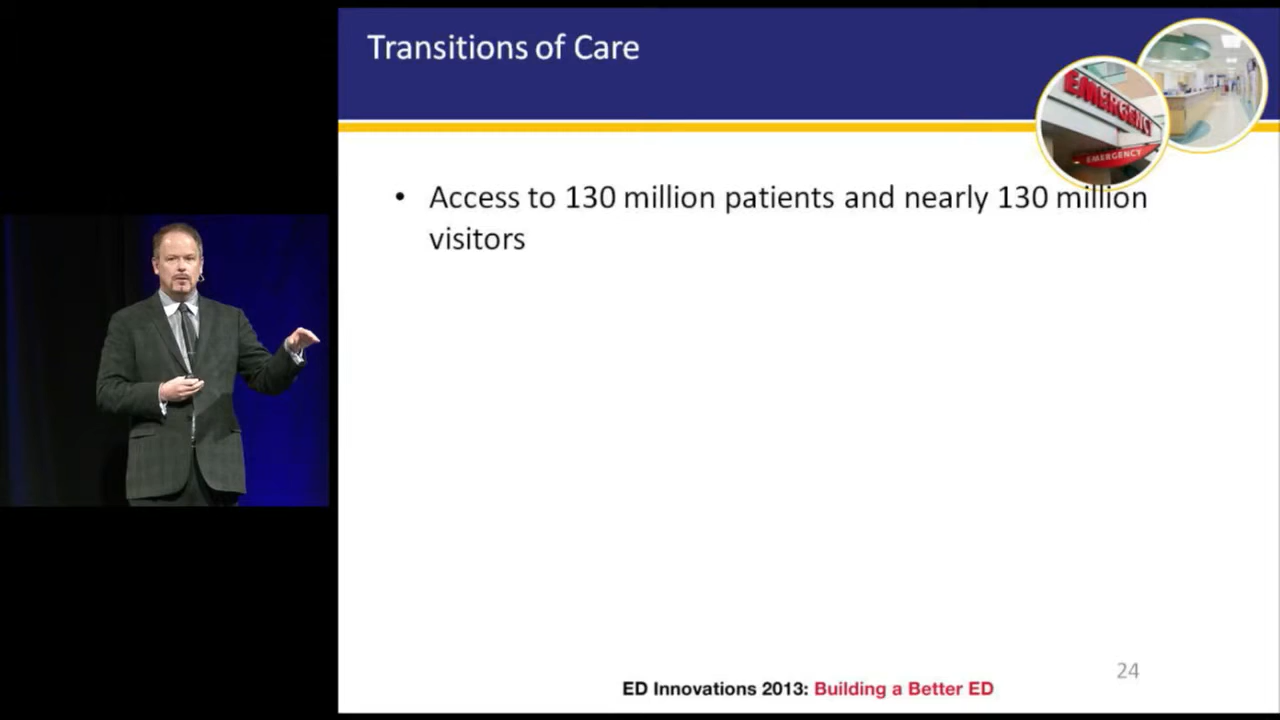 Transitions of Care
EMERGENCY
EMERGENCY
• Access to 130 million patients and nearly 130 million
visitors
24
ED Innovations 2013: Building a Better ED